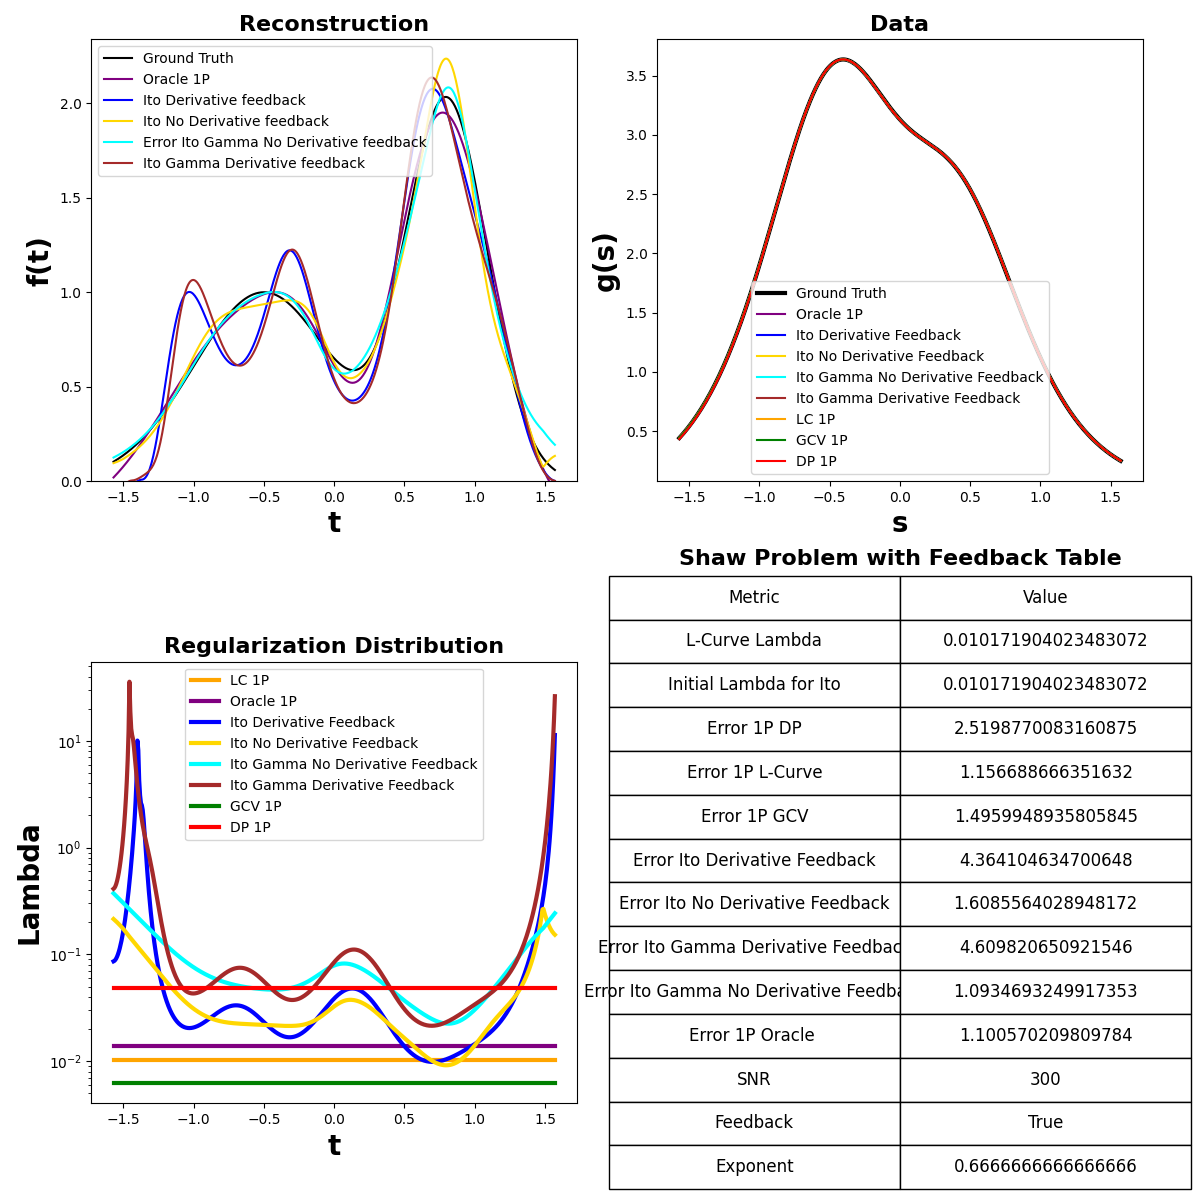 Reconstruction
Ground Truth
Oracle 1P
Ito Derivative feedback
Ito No Derivative feedback
Error Ito Gamma No Derivative feedback
Ito Gamma Derivative feedback
2.0
1.5
1.0
0.5
0.0
f(t)
−1.5 −1.0 −0.5 0.0 0.5 1.0 1.5
t
Data
3.5
3.0
2.5
2.0
1.5
1.0
0.5
g(s)
Ground Truth
Oracle 1P
Ito Derivative Feedback
Ito No Derivative Feedback
Ito Gamma No Derivative Feedback
Ito Gamma Derivative Feedback
LC 1P
GCV 1P
DP 1P
−1.5 −1.0 −0.5 0.0 0.5 1.0 1.5
s
Regularization Distribution
LC 1P
Oracle 1P
Ito Derivative Feedback
Ito No Derivative Feedback
Ito Gamma No Derivative Feedback
Ito Gamma Derivative Feedback
GCV 1P
DP 1P
10¹
10⁰
10⁻¹
10⁻²
Lambda
−1.5 −1.0 −0.5 0.0 0.5 1.0 1.5
t
Shaw Problem with Feedback Table
Metric Value
L-Curve Lambda 0.010171904023483072
Initial Lambda for Ito 0.010171904023483072
Error 1P DP 2.5198770083160875
Error 1P L-Curve 1.156688666351632
Error 1P GCV 1.4959948935805845
Error Ito Derivative Feedback 4.364104634700648
Error Ito No Derivative Feedback 1.6085564028948172
Error Ito Gamma Derivative Feedbac 4.609820650921546
Error Ito Gamma No Derivative Feedba 1.0934693249917353
Error 1P Oracle 1.100570209809784
SNR 300
Feedback True
Exponent 0.6666666666666666